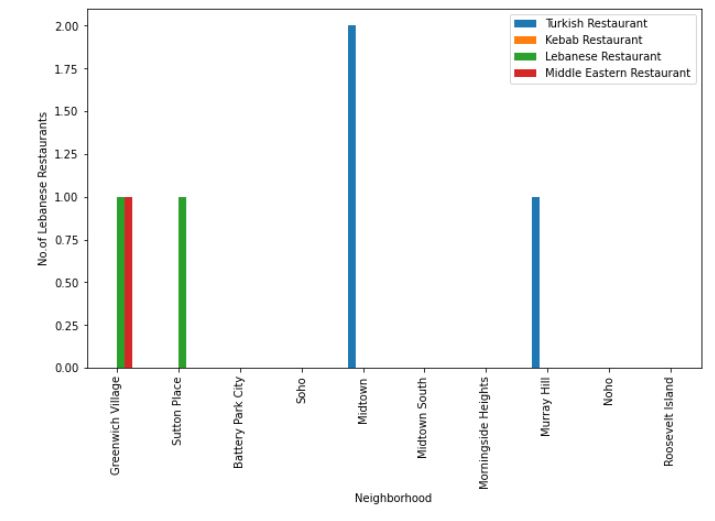 Turkish Restaurant
Kebab Restaurant
Lebanese Restaurant
Middle Eastern Restaurant
2.00
1.75
1.50
1.25
1.00
0.75
0.50
0.25
0.00
No.of Lebanese Restaurants
Greenwich Village
Sutton Place
Battery Park City
Soho
Midtown
Midtown South
Morningside Heights
Murray Hill
Noho
Roosevelt Island
Neighborhood